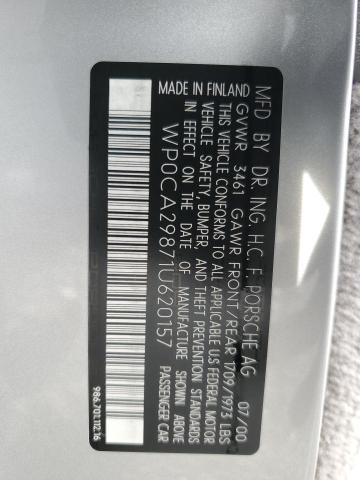 MFD BY DR. ING. H.C. F. PORSCHE AG
GVWR 3461 GAWR FRONT/REAR 1709/1973 LBS 07/00
THIS VEHICLE CONFORMS TO ALL APPLICABLE US FEDERAL MOTOR
VEHICLE SAFETY, BUMPER, AND THEFT PREVENTION STANDARDS
IN EFFECT ON THE DATE OF MANUFACTURE SHOWN ABOVE
MADE IN FINLAND WP0CA29871U620157 PASSENGER CAR
986.701.112.16